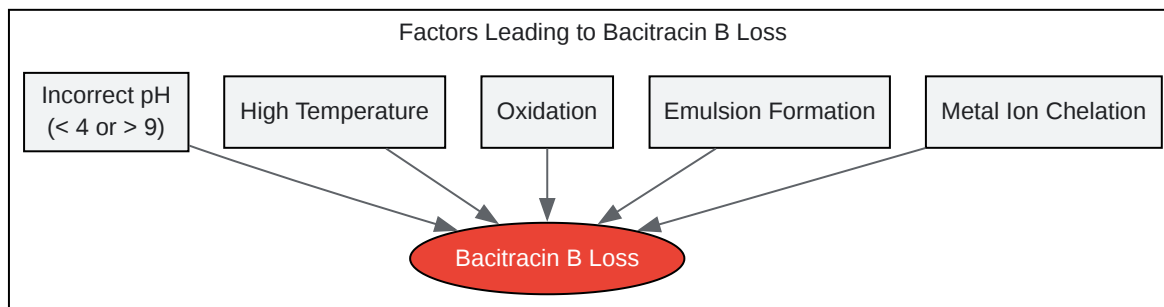 Factors Leading to Bacitracin B Loss
Incorrect pH
(< 4 or > 9)
High Temperature
Oxidation
Emulsion Formation
Metal Ion Chelation
Bacitracin B Loss